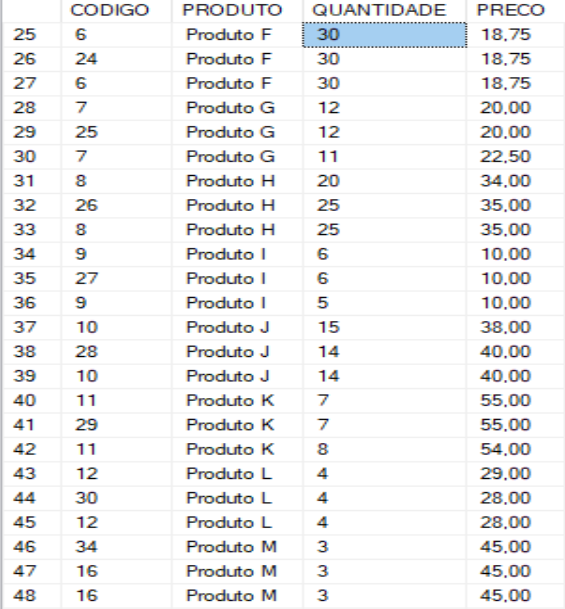 CODIGO PRODUTO QUANTIDADE PRECO
25 6 Produto F 30 18,75
26 24 Produto F 30 18,75
27 6 Produto F 30 18,75
28 7 Produto G 12 20,00
29 25 Produto G 12 20,00
30 7 Produto G 11 22,50
31 8 Produto H 20 34,00
32 26 Produto H 25 35,00
33 8 Produto H 25 35,00
34 9 Produto I 6 10,00
35 27 Produto I 6 10,00
36 9 Produto I 5 10,00
37 10 Produto J 15 38,00
38 28 Produto J 14 40,00
39 10 Produto J 14 40,00
40 11 Produto K 7 55,00
41 29 Produto K 7 55,00
42 11 Produto K 8 54,00
43 12 Produto L 4 29,00
44 30 Produto L 4 28,00
45 12 Produto L 4 28,00
46 34 Produto M 3 45,00
47 16 Produto M 3 45,00
48 16 Produto M 3 45,00